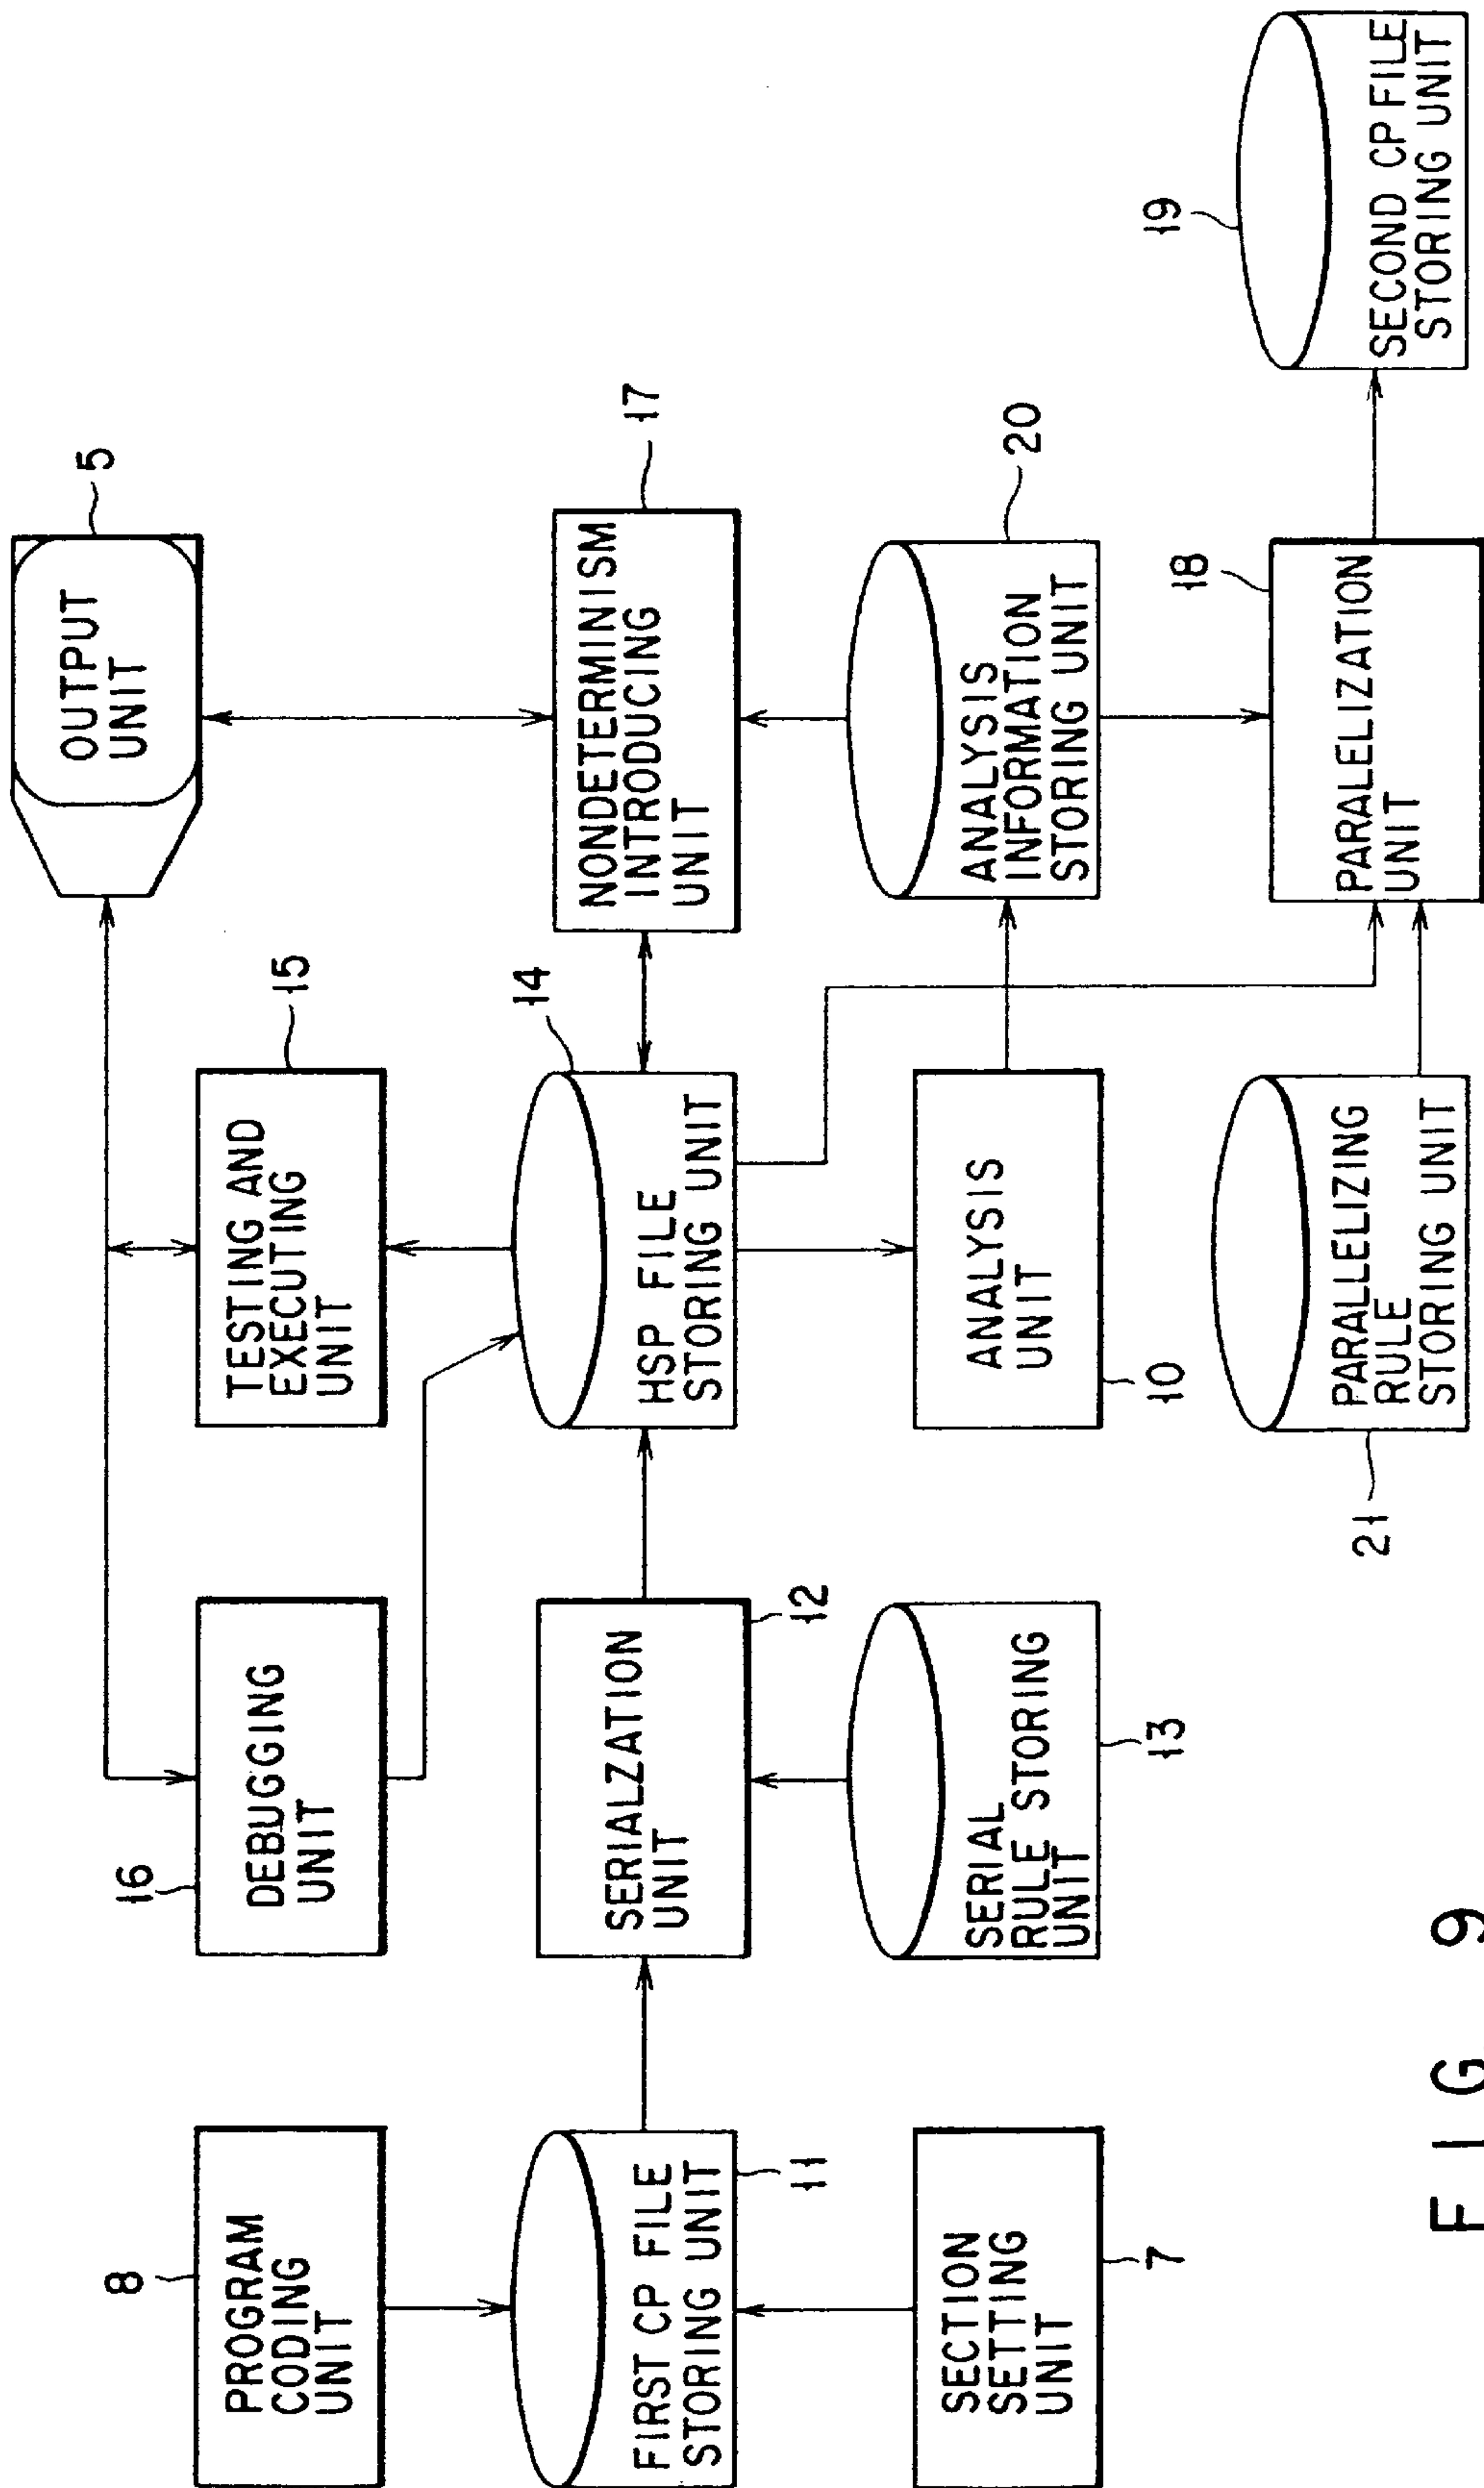 8
PROGRAM
CODING
UNIT
FIRST CP FILE
STORING UNIT
11
SECTION
SETTING
UNIT
7
16
DEBUGGING
UNIT
SERIALZATION
UNIT
12
SERIAL
RULE STORING
UNIT
13
TESTING AND
EXECUTING
UNIT
15
14
HSP FILE
STORING UNIT
ANALYSIS
UNIT
10
PARALLELIZING
RULE
STORING UNIT
21
OUTPUT
UNIT
5
NONDETERMINISM
INTRODUCING
UNIT
17
ANALYSIS
INFORMATION
STORING UNIT
20
18
PARALELIZATION
UNIT
19
SECOND CP FILE
STORING UNIT
FIG. 9